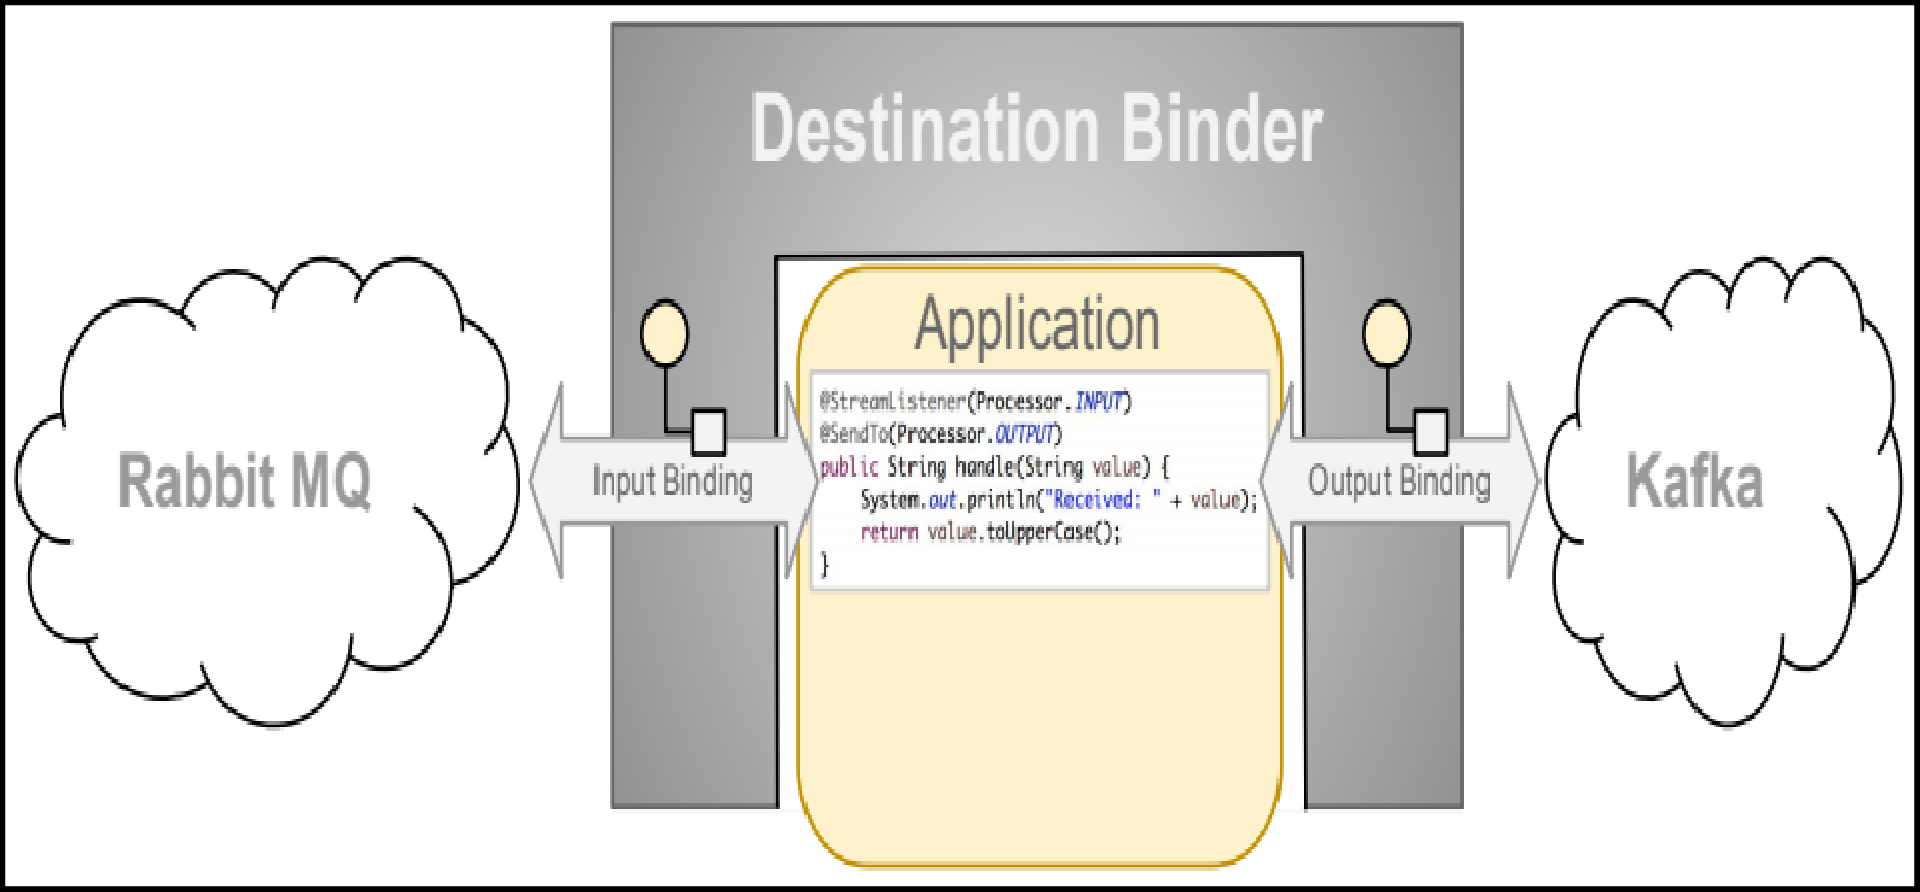 Destination Binder
Application
@StreamListener(Processor.INPUT)
@SendTo(Processor.OUTPUT)
public String handle(String value) {
    System.out.println("Received: " + value);
    return value.toUpperCase();
}
Rabbit MQ
Input Binding
Output Binding
Kafka